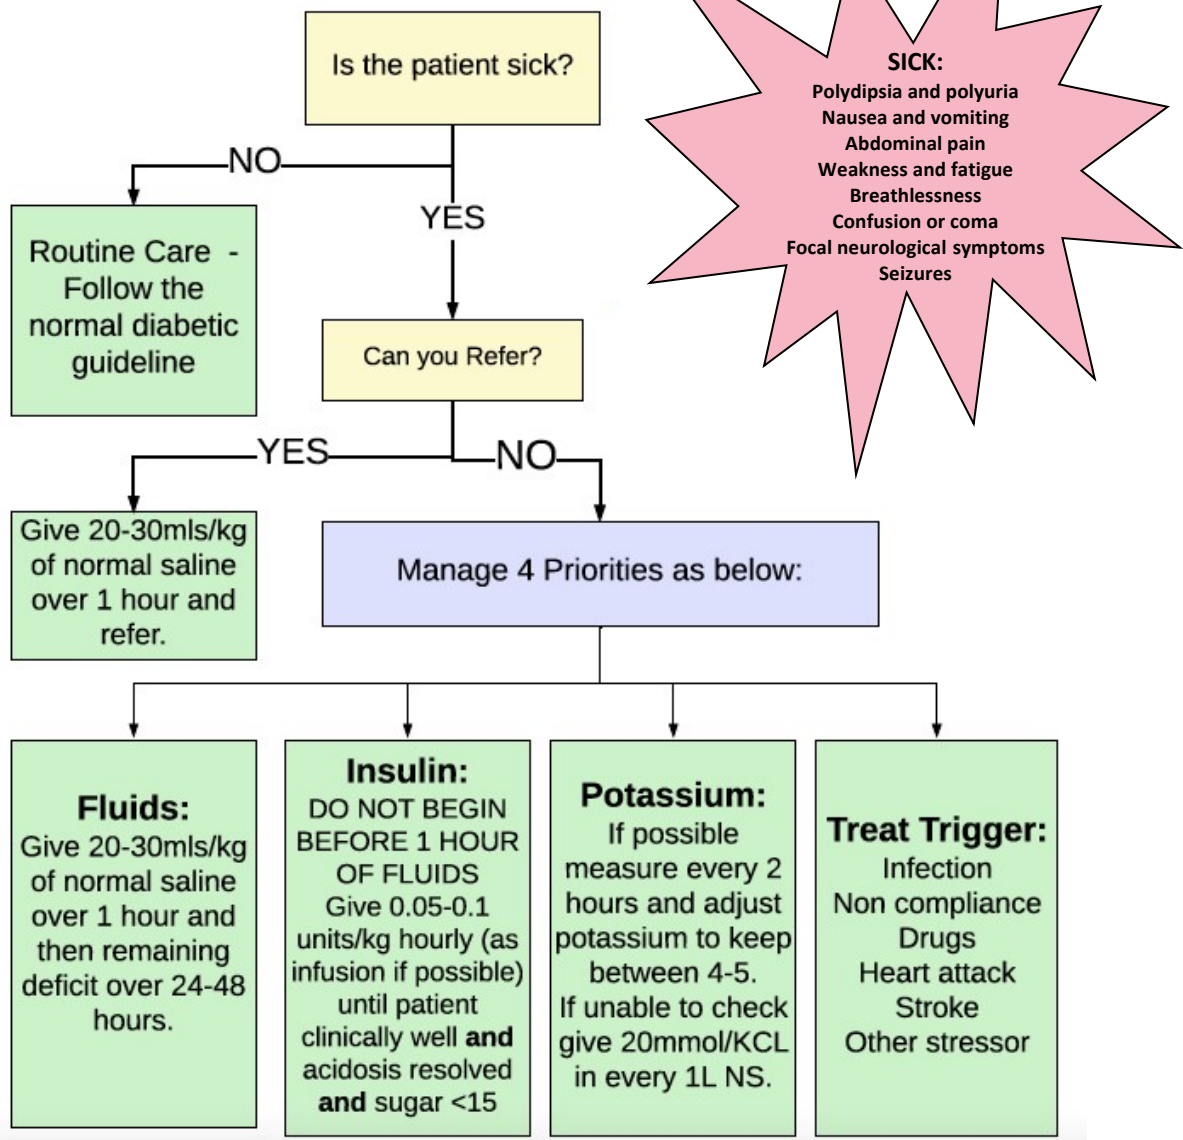 Is the patient sick?
SICK:
Polydipsia and polyuria
Nausea and vomiting
Abdominal pain
Weakness and fatigue
Breathlessness
Confusion or coma
Focal neurological symptoms
Seizures
NO
YES
Routine Care -
Follow the
normal diabetic
guideline
Can you Refer?
YES
NO
Give 20-30mls/kg
of normal saline
over 1 hour and
refer.
Manage 4 Priorities as below:
Fluids:
Give 20-30mls/kg
of normal saline
over 1 hour and
then remaining
deficit over 24-48
hours.
Insulin:
DO NOT BEGIN
BEFORE 1 HOUR
OF FLUIDS
Give 0.05-0.1
units/kg hourly (as
infusion if possible)
until patient
clinically well and
acidosis resolved
and sugar <15
Potassium:
If possible
measure every 2
hours and adjust
potassium to keep
between 4-5.
If unable to check
give 20mmol/KCL
in every 1L NS.
Treat Trigger:
Infection
Non compliance
Drugs
Heart attack
Stroke
Other stressor